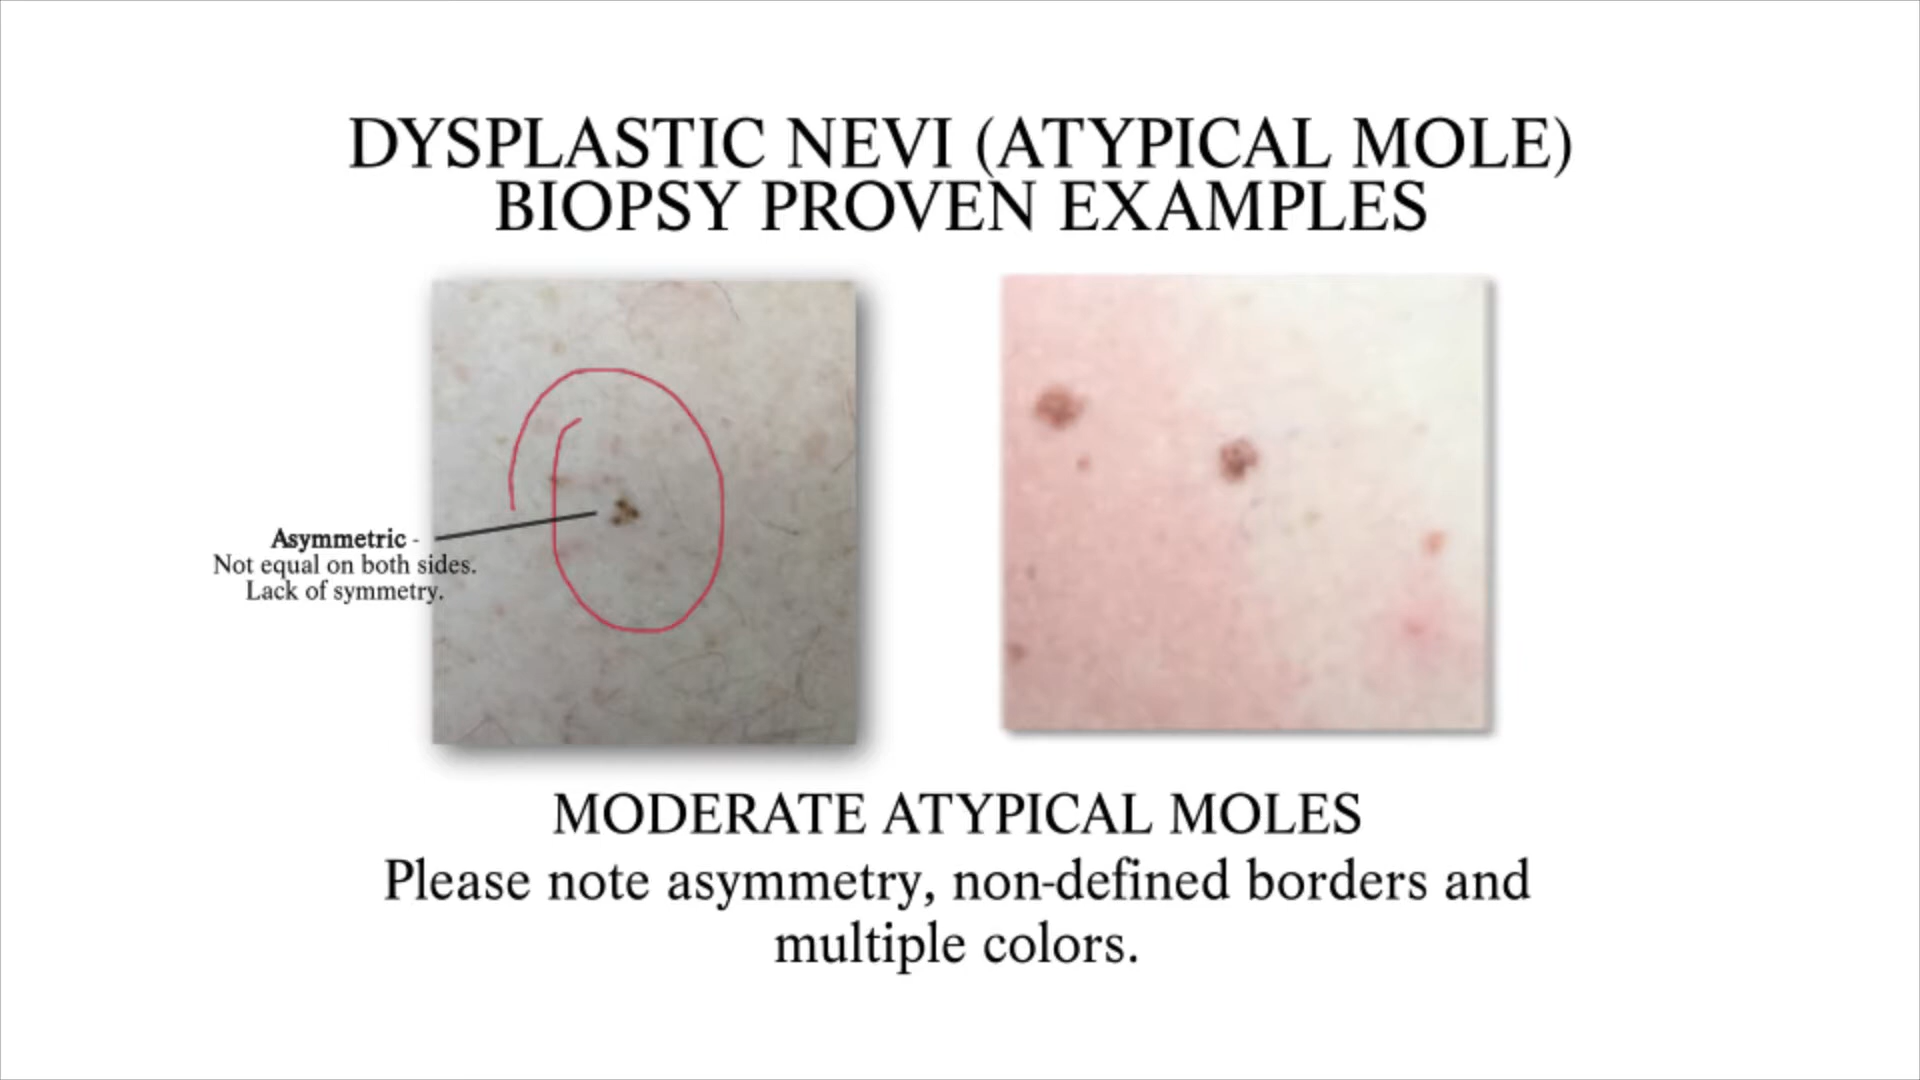 DYSPLASTIC NEVI (ATYPICAL MOLE)
BIOPSY PROVEN EXAMPLES
Asymmetric -
Not equal on both sides.
Lack of symmetry.
MODERATE ATYPICAL MOLES
Please note asymmetry, non-defined borders and
multiple colors.